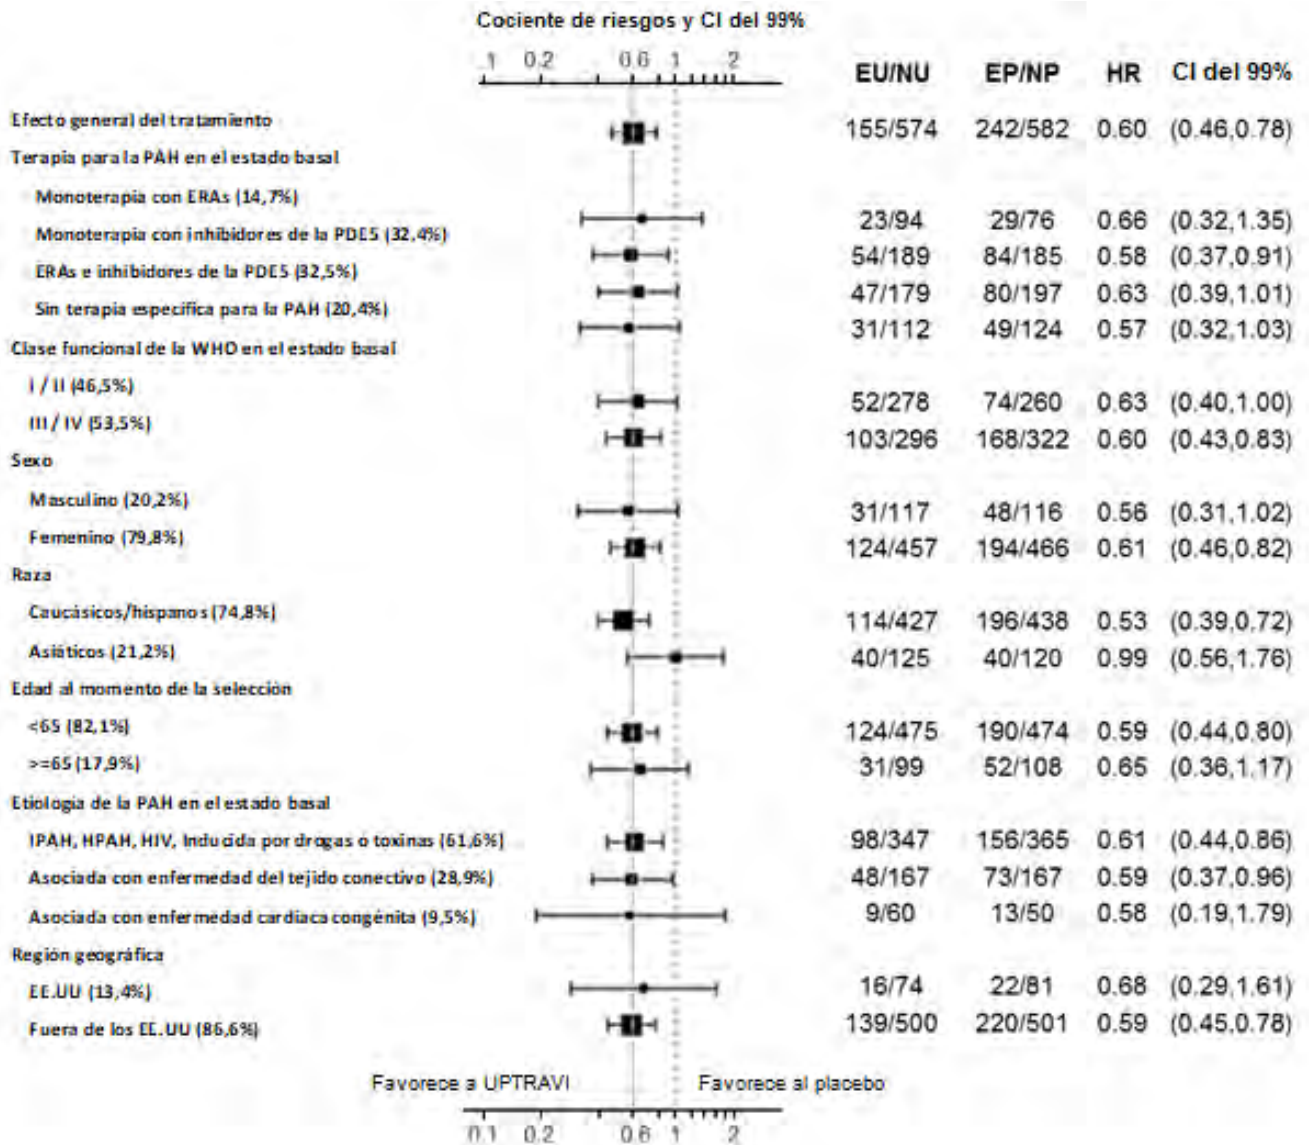 Cociente de riesgos y CI del 99%
.1 0.2 0.6 1 2
EU/NU EP/NP HR CI del 99%
Efecto general del tratamiento 155/574 242/582 0.60 (0.46,0.78)
Terapia para la PAH en el estado basal
Monoterapia con ERAs (14,7%) 23/94 29/76 0.66 (0.32,1.35)
Monoterapia con inhibidores de la PDE5 (32,4%) 54/189 84/185 0.58 (0.37,0.91)
ERAs e inhibidores de la PDE5 (32,5%) 47/179 80/197 0.63 (0.39,1.01)
Sin terapia específica para la PAH (20,4%) 31/112 49/124 0.57 (0.32,1.03)
Clase funcional de la WHO en el estado basal
I / II (46,5%) 52/278 74/260 0.63 (0.40,1.00)
III / IV (53,5%) 103/296 168/322 0.60 (0.43,0.83)
Sexo
Masculino (20,2%) 31/117 48/116 0.56 (0.31,1.02)
Femenino (79,8%) 124/457 194/466 0.61 (0.46,0.82)
Raza
Caucásicos/hispanos (74,8%) 114/427 196/438 0.53 (0.39,0.72)
Asiáticos (21,2%) 40/125 40/120 0.99 (0.56,1.76)
Edad al momento de la selección
<65 (82,1%) 124/475 190/474 0.59 (0.44,0.80)
>=65 (17,9%) 31/99 52/108 0.65 (0.36,1.17)
Etiología de la PAH en el estado basal
IPAH, HPAH, HIV, Inducida por drogas o toxinas (61,6%) 98/347 156/365 0.61 (0.44,0.86)
Asociada con enfermedad del tejido conectivo (28,9%) 48/167 73/167 0.59 (0.37,0.96)
Asociada con enfermedad cardiaca congénita (9,5%) 9/60 13/50 0.58 (0.19,1.79)
Región geográfica
EE.UU (13,4%) 16/74 22/81 0.68 (0.29,1.61)
Fuera de los EE.UU (86,6%) 139/500 220/501 0.59 (0.45,0.78)
Favorece a UPTRAVI Favorece al placebo
0.1 0.2 0.6 1 2